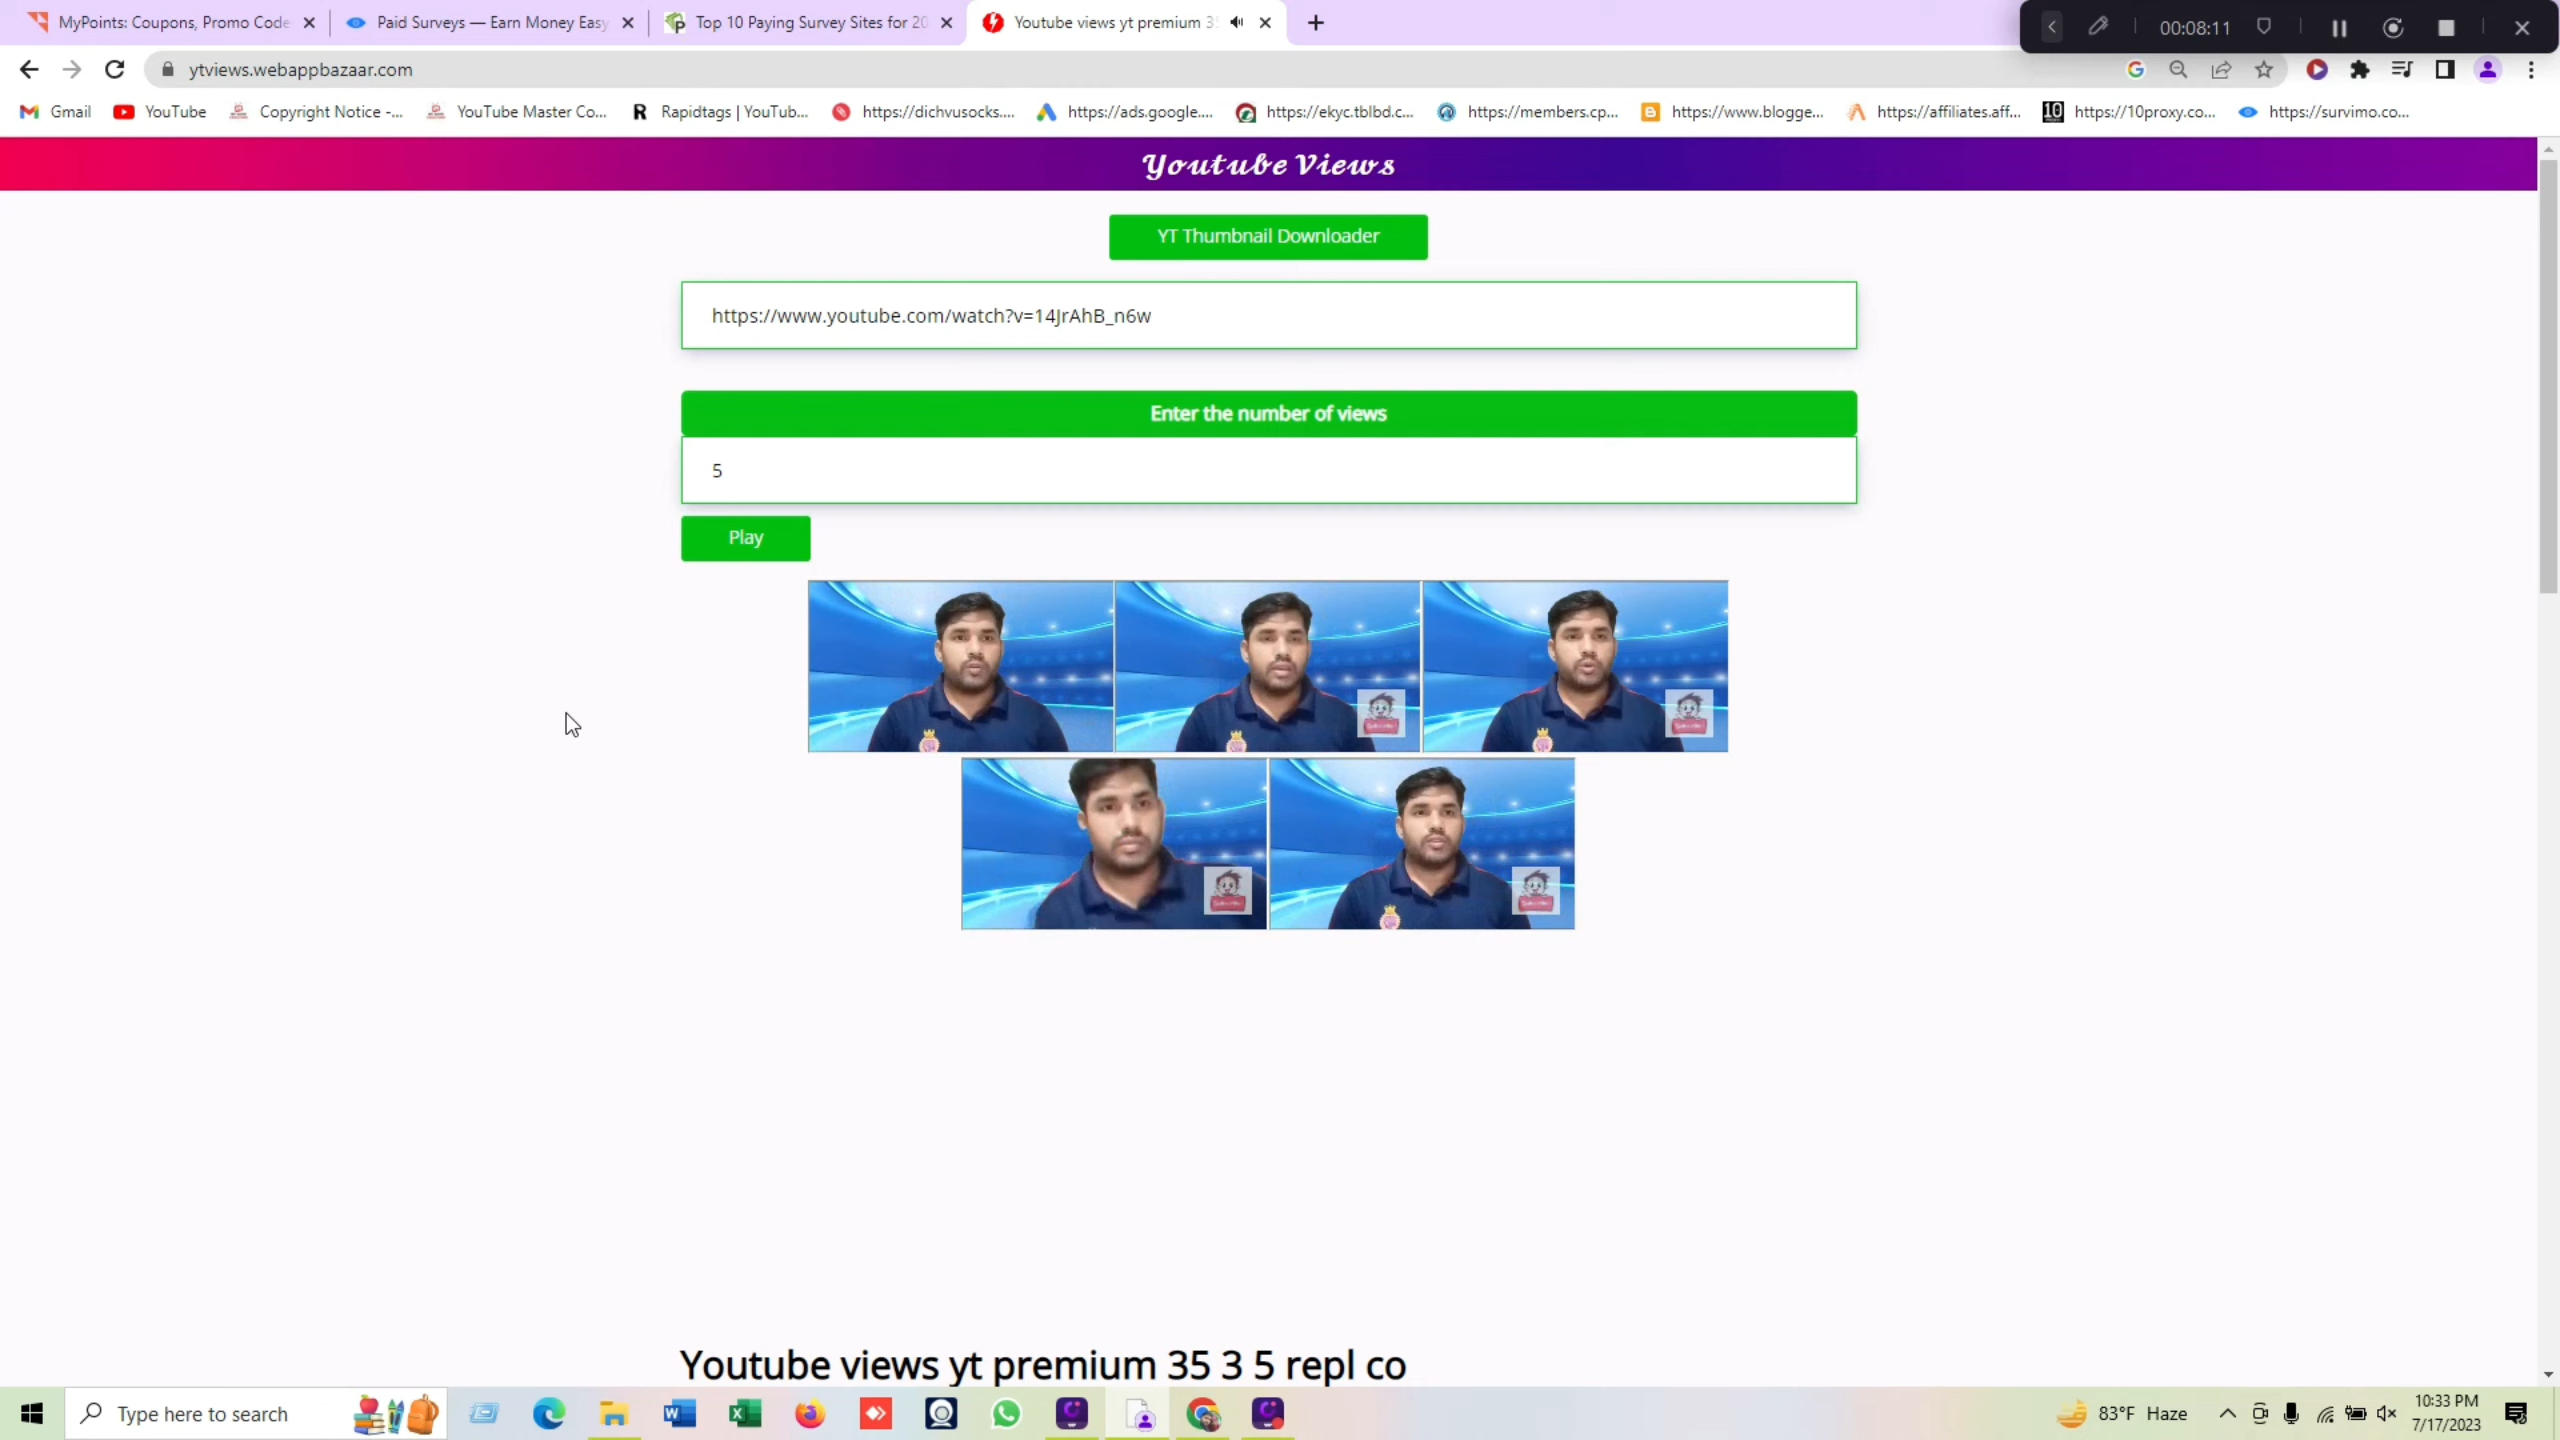 MyPoints: Coupons, Promo Code
Paid Surveys — Earn Money Easy
Top 10 Paying Survey Sites for 20
Youtube views yt premium 3
00:08:11
ytviews.webappbazaar.com
Gmail
YouTube
Copyright Notice -...
YouTube Master Co...
Rapidtags | YouTub...
https://dichvusocks....
https://ads.google....
https://ekyc.tblbd.c...
https://members.cp...
https://www.blogge...
https://affiliates.aff...
https://10proxy.co...
https://survimo.co...
Youtube Views
YT Thumbnail Downloader
https://www.youtube.com/watch?v=14JrAhB_n6w
Enter the number of views
5
Play
Youtube views yt premium 35 3 5 repl co
Type here to search
83°F Haze
10:33 PM
7/17/2023